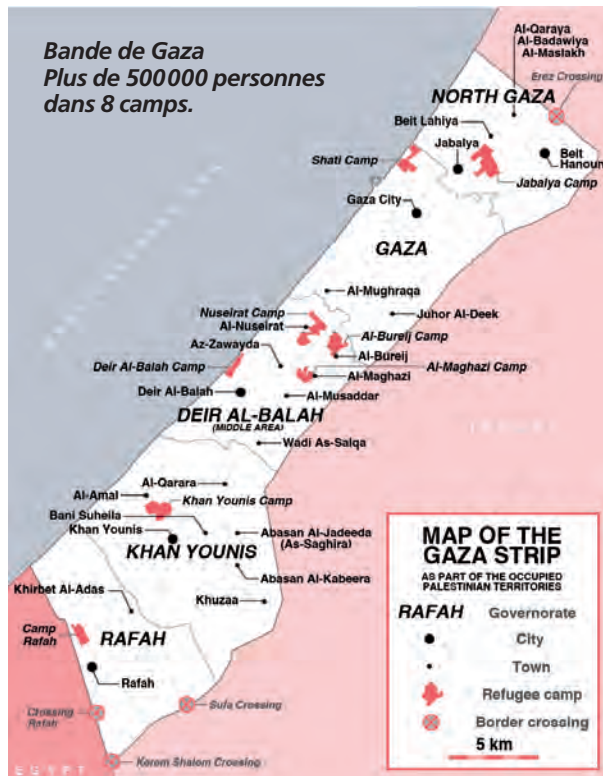 Bande de Gaza
Plus de 500 000 personnes
dans 8 camps.
Al-Qaraya
Al-Badawiya
Al-Maslakh
Erez Crossing
NORTH GAZA
Beit Lahiya
Shati Camp
Jabalya
Beit
Hanoun
Jabalya Camp
Gaza City
GAZA
Al-Mughraqa
Nuseirat Camp
Al-Nuseirat
Juhor Al-Deek
Az-Zawayda
Al-Bureij Camp
Al-Bureij
Deir Al-Balah Camp
Al-Maghazi Camp
Al-Maghazi
Deir Al-Balah
Al-Musaddar
DEIR AL-BALAH
(MIDDLE AREA)
Wadi As-Salqa
Al-Qarara
Al-Amal
Khan Younis Camp
Bani Suheila
Khan Younis
Abasan Al-Jadeeda
(As-Saghira)
KHAN YOUNIS
Abasan Al-Kabeera
Khirbet Al-Adas
Khuzaa
Camp
Rafah
RAFAH
Rafah
Sufa Crossing
Crossing
Rafah
Kerem Shalom Crossing
EGYPT
MAP OF THE
GAZA STRIP
AS PART OF THE OCCUPIED
PALESTINIAN TERRITORIES
RAFAH Governorate
City
Town
Refugee camp
Border crossing
5 km